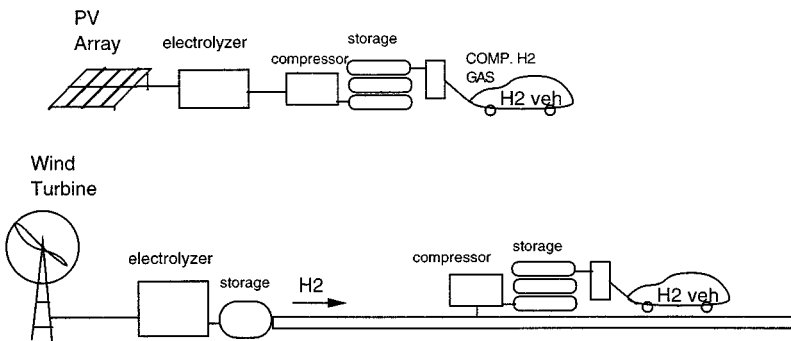 PV
Array
electrolyzer
compressor
storage
COMP. H2
GAS
H2 veh
Wind
Turbine
electrolyzer
storage
H2
compressor
storage
H2 veh